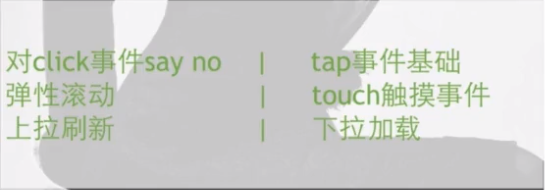 对click事件say no | tap事件基础
弹性滚动 | touch触摸事件
上拉刷新 | 下拉加载